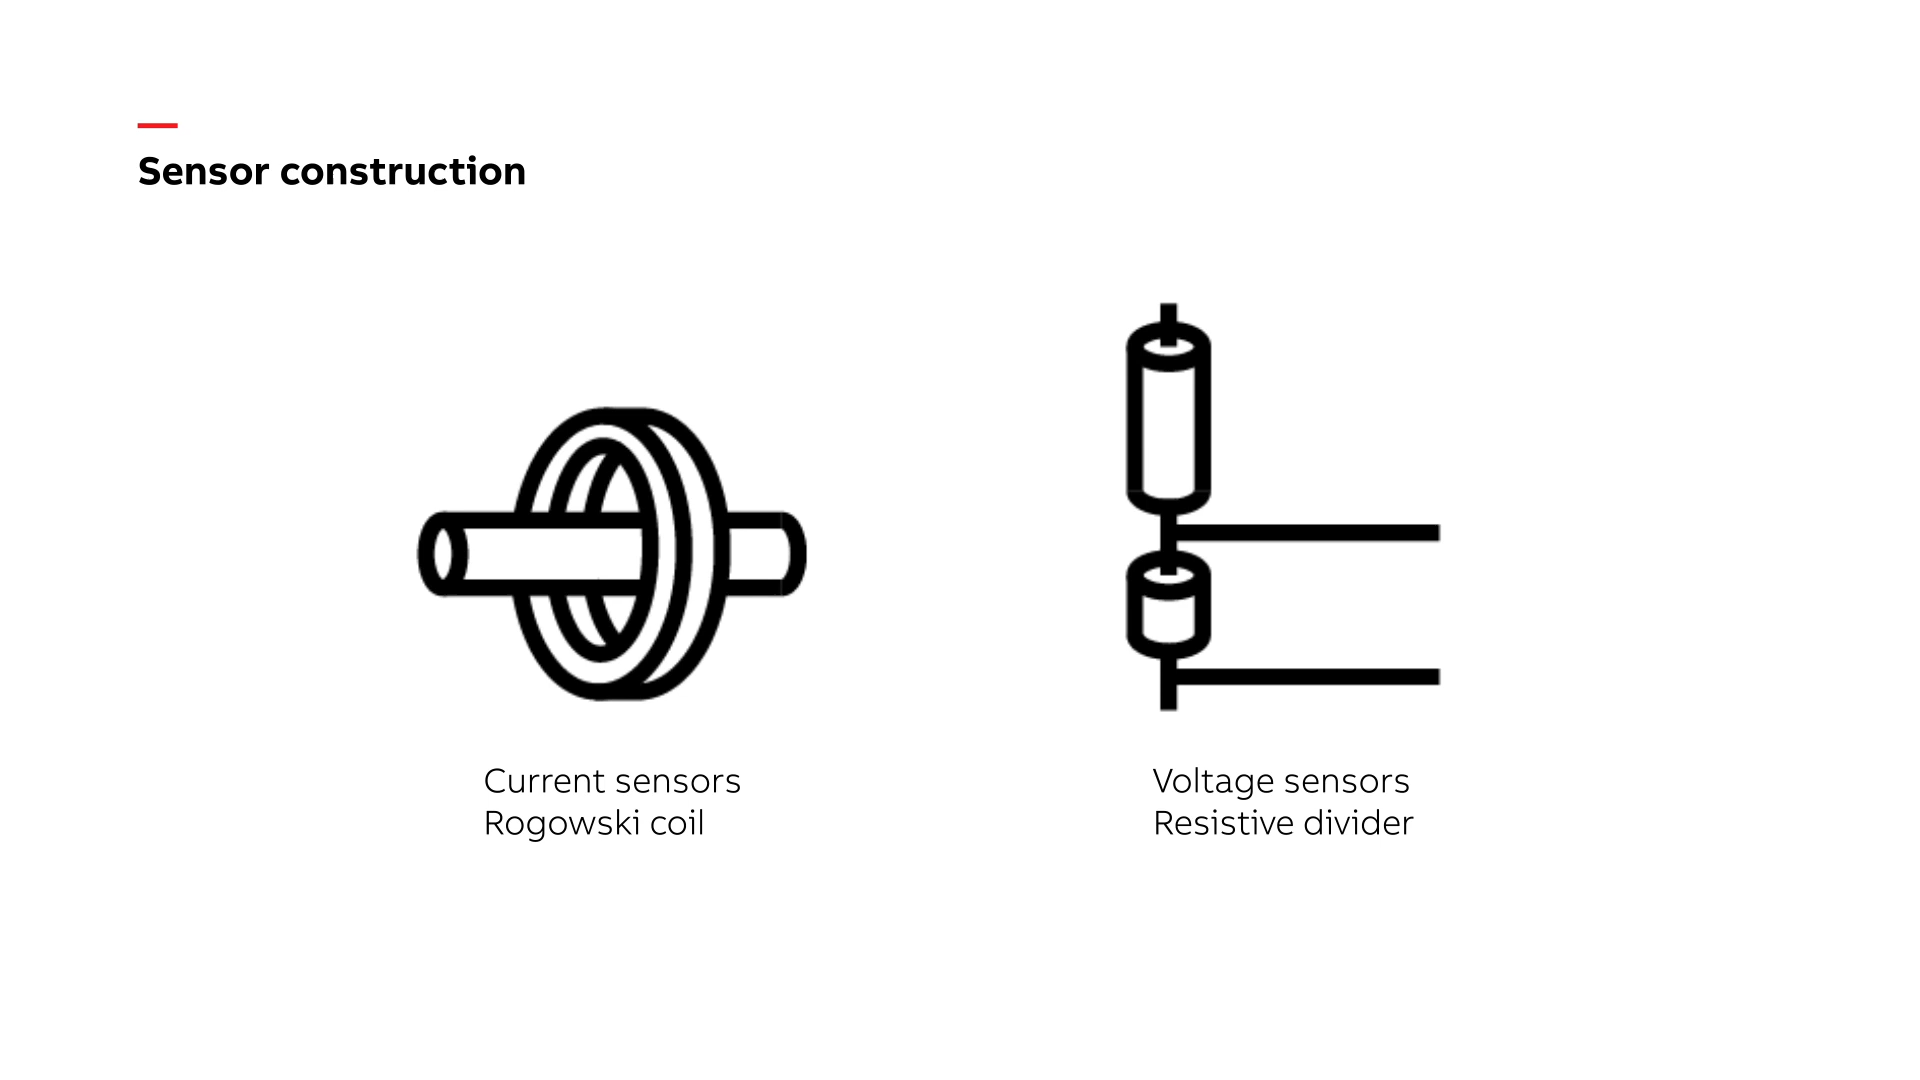 Sensor construction
Current sensors
Rogowski coil
Voltage sensors
Resistive divider